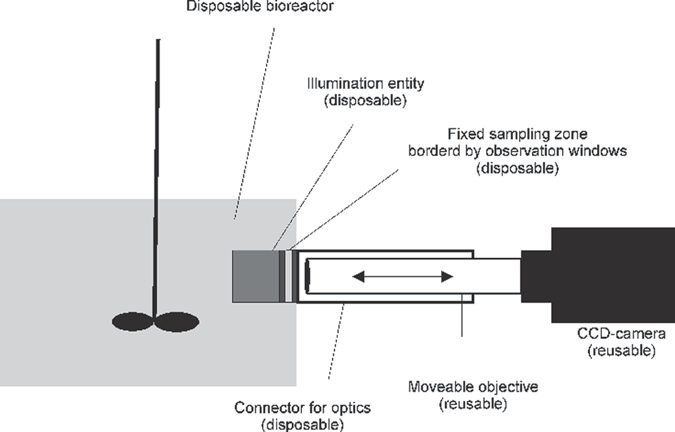 Disposable bioreactor
Illumination entity
(disposable)
Fixed sampling zone
borderd by observation windows
(disposable)
CCD-camera
(reusable)
Moveable objective
(reusable)
Connector for optics
(disposable)